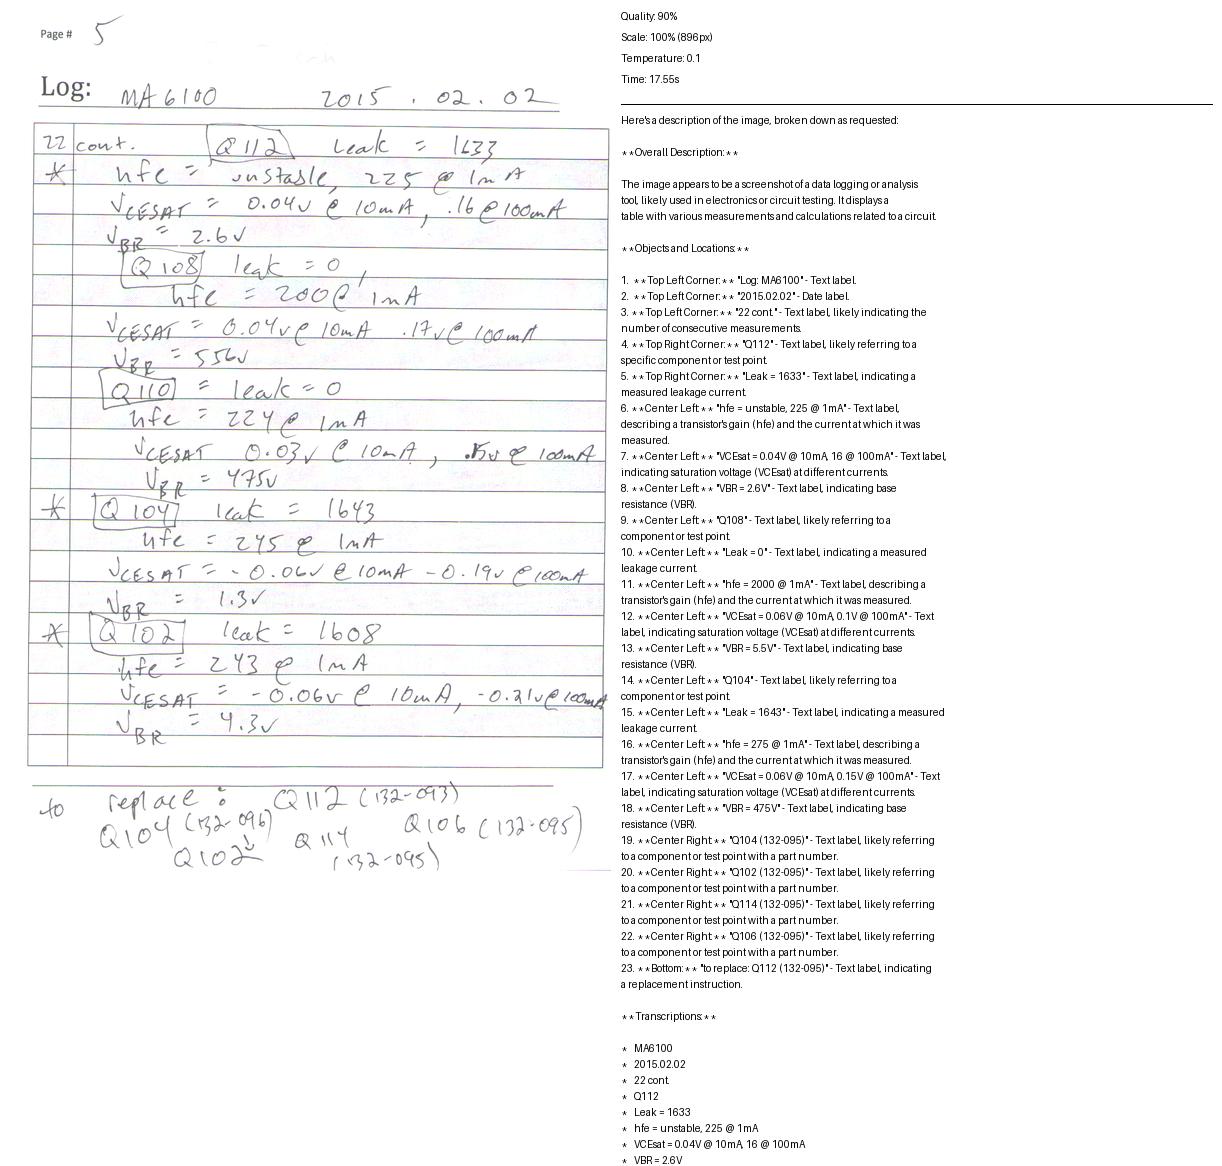 Page # 5
Log: MA6100 2015.02.02
22 cont. Q112 leak = 1633
* hfe = unstable, 225 @ 1mA
VCESAT = 0.04v @ 10mA, .16 @ 100mA
VBR = 2.6v
Q108 leak = 0,
hfe = 200@ 1mA
VCESAT = 0.04v@ 10mA .17v@ 100mA
VBR = 556v
Q110 = leak = 0
hfe = 224 @ 1mA
VCESAT 0.03v @ 10mA, .15v @ 100mA
VBR = 475v
* Q104 leak = 1643
hfe = 245 @ 1mA
VCESAT = -0.06v @ 10mA -0.19v @100mA
VBR = 1.3v
* Q102 leak = 1608
hfe = 243 @ 1mA
VCESAT = -0.06v @ 10mA, -0.21v@100mA
VBR = 4.3v
to replace: Q112 (132-093)
Q104 (132-096) Q114 Q106 (132-095)
Q102 (132-095)
Quality: 90%
Scale: 100% (896px)
Temperature: 0.1
Time: 17.55s
Here's a description of the image, broken down as requested:
**Overall Description:**
The image appears to be a screenshot of a data logging or analysis
tool, likely used in electronics or circuit testing. It displays a
table with various measurements and calculations related to a circuit.
**Objects and Locations:**
1. **Top Left Corner:** "Log: MA6100" - Text label.
2. **Top Left Corner:** "2015.02.02" - Date label.
3. **Top Left Corner:** "22 cont." - Text label, likely indicating the
number of consecutive measurements.
4. **Top Right Corner:** "Q112" - Text label, likely referring to a
specific component or test point.
5. **Top Right Corner:** "Leak = 1633" - Text label, indicating a
measured leakage current.
6. **Center Left:** "hfe = unstable, 225 @ 1mA" - Text label,
describing a transistor's gain (hfe) and the current at which it was
measured.
7. **Center Left:** "VCEsat = 0.04V @ 10mA, 16 @ 100mA" - Text label,
indicating saturation voltage (VCEsat) at different currents.
8. **Center Left:** "VBR = 2.6V" - Text label, indicating base
resistance (VBR).
9. **Center Left:** "Q108" - Text label, likely referring to a
component or test point.
10. **Center Left:** "Leak = 0" - Text label, indicating a measured
leakage current.
11. **Center Left:** "hfe = 2000 @ 1mA" - Text label, describing a
transistor's gain (hfe) and the current at which it was measured.
12. **Center Left:** "VCEsat = 0.06V @ 10mA, 0.1V @ 100mA" - Text
label, indicating saturation voltage (VCEsat) at different currents.
13. **Center Left:** "VBR = 5.5V" - Text label, indicating base
resistance (VBR).
14. **Center Left:** "Q104" - Text label, likely referring to a
component or test point.
15. **Center Left:** "Leak = 1643" - Text label, indicating a measured
leakage current.
16. **Center Left:** "hfe = 275 @ 1mA" - Text label, describing a
transistor's gain (hfe) and the current at which it was measured.
17. **Center Left:** "VCEsat = 0.06V @ 10mA, 0.15V @ 100mA" - Text
label, indicating saturation voltage (VCEsat) at different currents.
18. **Center Left:** "VBR = 475V" - Text label, indicating base
resistance (VBR).
19. **Center Right:** "Q104 (132-095)" - Text label, likely referring
to a component or test point with a part number.
20. **Center Right:** "Q102 (132-095)" - Text label, likely referring
to a component or test point with a part number.
21. **Center Right:** "Q114 (132-095)" - Text label, likely referring
to a component or test point with a part number.
22. **Center Right:** "Q106 (132-095)" - Text label, likely referring
to a component or test point with a part number.
23. **Bottom:** "to replace: Q112 (132-095)" - Text label, indicating
a replacement instruction.
**Transcriptions:**
* MA6100
* 2015.02.02
* 22 cont.
* Q112
* Leak = 1633
* hfe = unstable, 225 @ 1mA
* VCEsat = 0.04V @ 10mA, 16 @ 100mA
* VBR = 2.6V